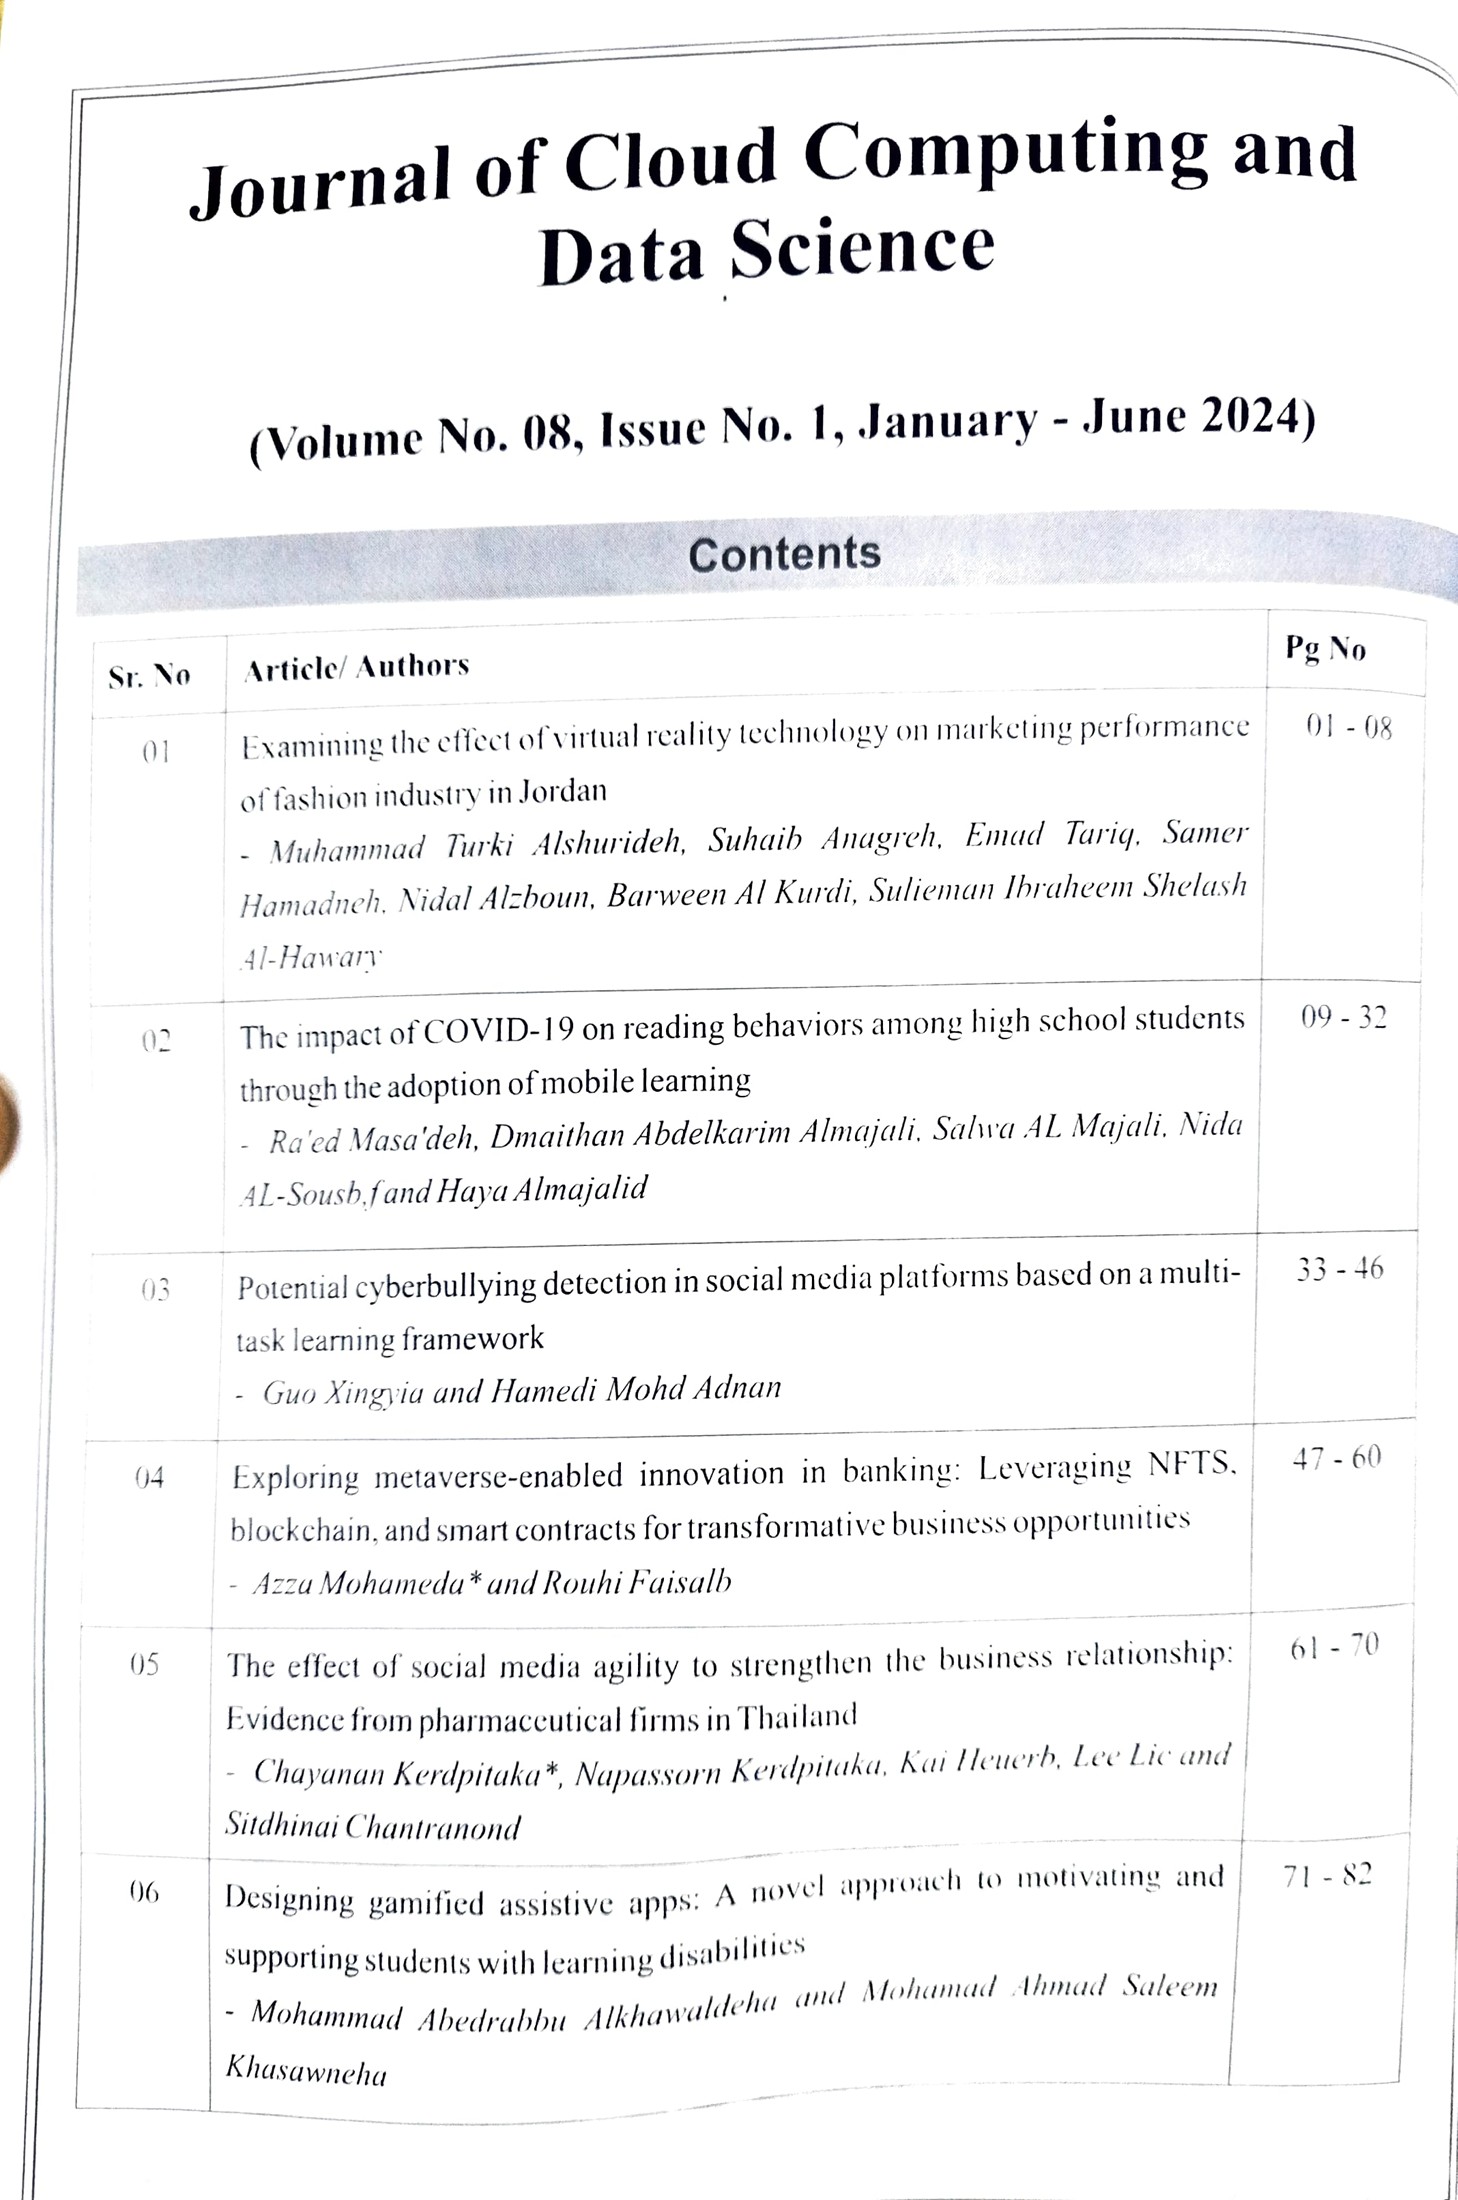 Journal of Cloud Computing and
Data Science
(Volume No. 08, Issue No. 1, January - June 2024)
Contents
Sr. No Article/ Authors Pg No
01 Examining the effect of virtual reality technology on marketing performance 01 - 08
of fashion industry in Jordan
- Muhammad Turki Alshurideh, Suhaib Anagreh, Emad Tariq, Samer
Hamadneh, Nidal Alzboun, Barween Al Kurdi, Sulieman Ibraheem Shelash
Al-Hawary
02 The impact of COVID-19 on reading behaviors among high school students 09 - 32
through the adoption of mobile learning
- Ra'ed Masa'deh, Dmaithan Abdelkarim Almajali, Salwa AL Majali, Nida
AL-Sousb,f and Haya Almajalid
03 Potential cyberbullying detection in social media platforms based on a multi- 33 - 46
task learning framework
- Guo Xingyia and Hamedi Mohd Adnan
04 Exploring metaverse-enabled innovation in banking: Leveraging NFTS, 47 - 60
blockchain, and smart contracts for transformative business opportunities
- Azza Mohameda* and Rouhi Faisalb
05 The effect of social media agility to strengthen the business relationship: 61 - 70
Evidence from pharmaceutical firms in Thailand
- Chayanan Kerdpitaka*, Napassorn Kerdpitaka, Kai Heuerb, Lee Lic and
Sitdhinai Chantranond
06 Designing gamified assistive apps: A novel approach to motivating and 71 - 82
supporting students with learning disabilities
- Mohammad Abedrabbu Alkhawaldeha and Mohamad Ahmad Saleem
Khasawneha